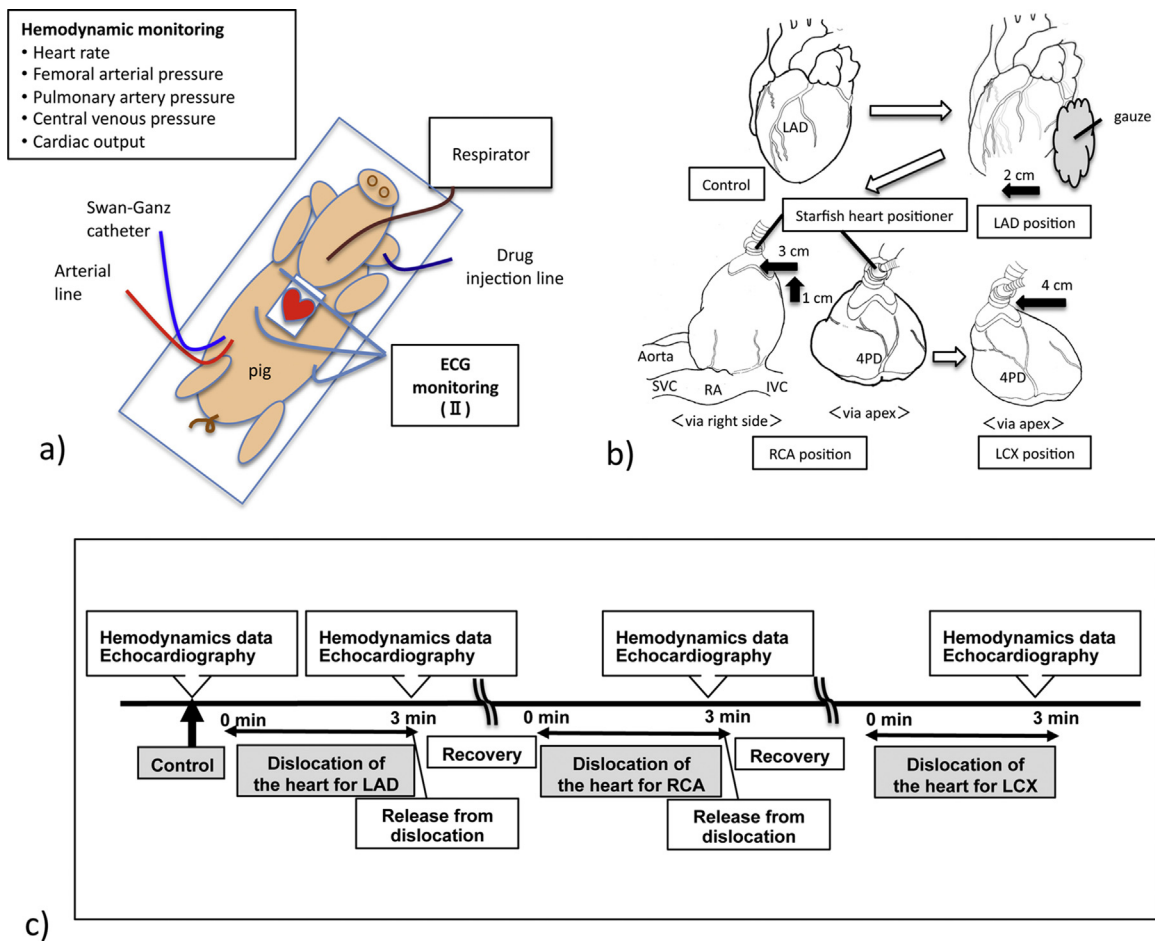 Hemodynamic monitoring
• Heart rate
• Femoral arterial pressure
• Pulmonary artery pressure
• Central venous pressure
• Cardiac output
Respirator
Swan-Ganz
catheter
Arterial
line
Drug
injection line
pig
ECG
monitoring
(Ⅱ)
a)
LAD
gauze
Control
2 cm
LAD position
Starfish heart positioner
3 cm
1 cm
4 cm
Aorta
SVC
RA
IVC
4PD
4PD
<via right side>
<via apex>
<via apex>
RCA position
LCX position
b)
Hemodynamics data
Echocardiography
Hemodynamics data
Echocardiography
Hemodynamics data
Echocardiography
Hemodynamics data
Echocardiography
0 min
3 min
0 min
3 min
0 min
3 min
Control
Dislocation of
the heart for LAD
Recovery
Dislocation of
the heart for RCA
Recovery
Dislocation of
the heart for LCX
Release from
dislocation
Release from
dislocation
c)